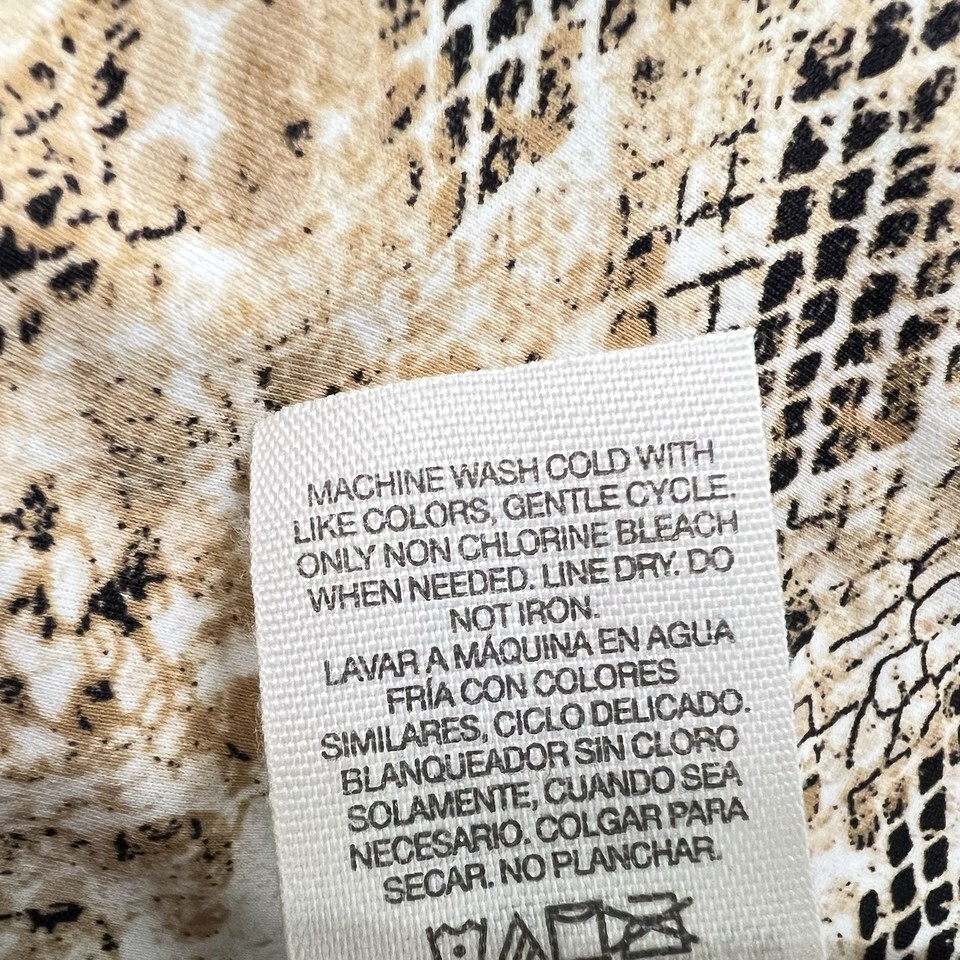 MACHINE WASH COLD WITH
LIKE COLORS, GENTLE CYCLE.
ONLY NON CHLORINE BLEACH
WHEN NEEDED. LINE DRY. DO
NOT IRON.
LAVAR A MÁQUINA EN AGUA
FRÍA CON COLORES
SIMILARES, CICLO DELICADO.
BLANQUEADOR SIN CLORO
SOLAMENTE, CUANDO SEA
NECESARIO. COLGAR PARA
SECAR. NO PLANCHAR.